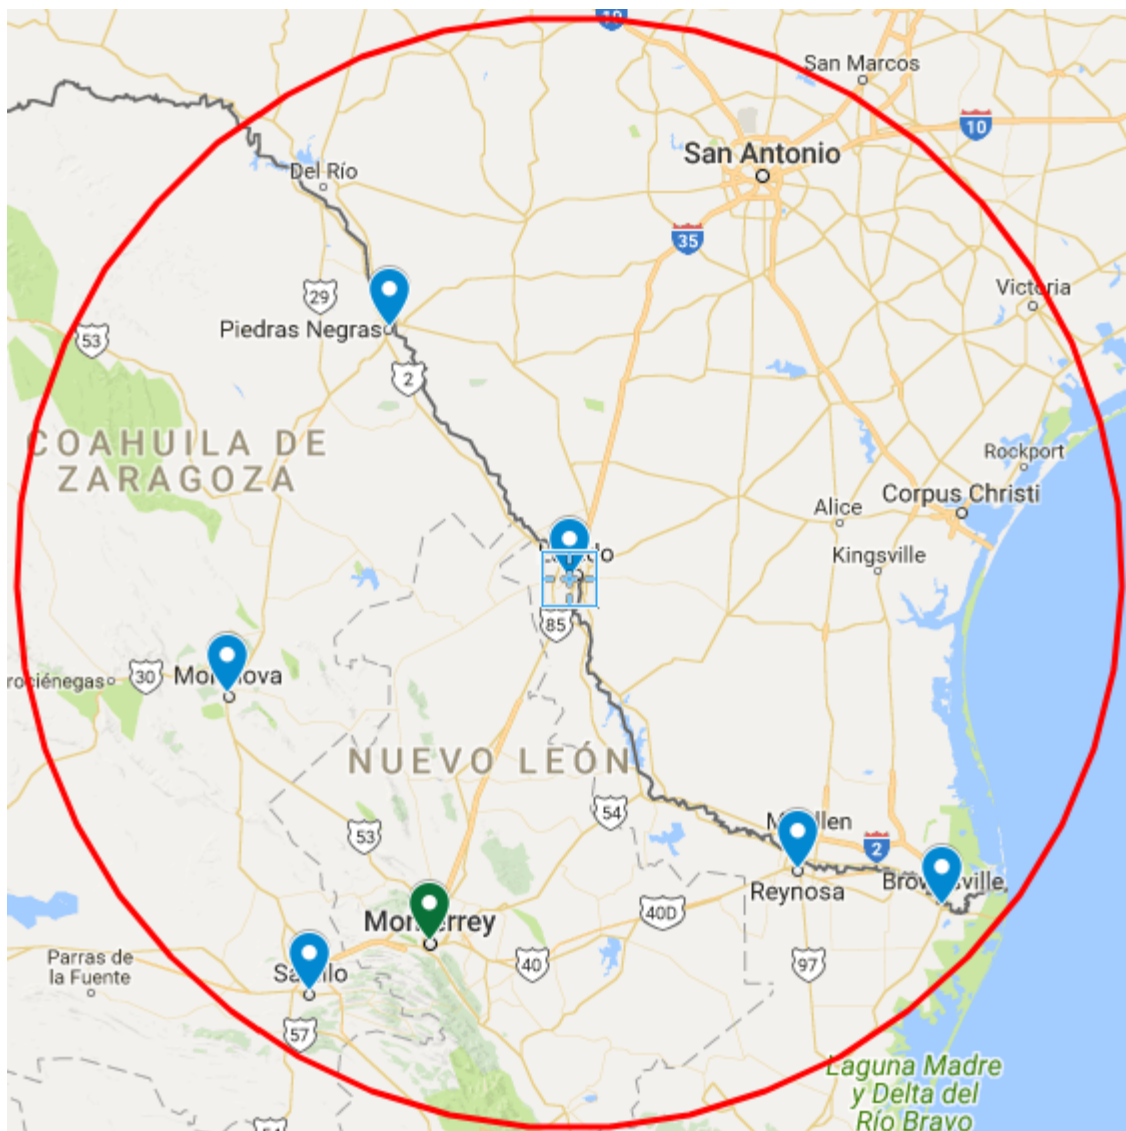 10
San Marcos
10
San Antonio
Del Río
35
29
Victoria
Piedras Negras
53
2
COAHUILA DE
ZARAGOZA
Rockport
Corpus Christi
Alice
Kingsville
85
30
NUEVO LEÓN
54
53
2
Reynosa
40D
Parras de
la Fuente
40
97
57
Laguna Madre
y Delta del
Río Bravo
54